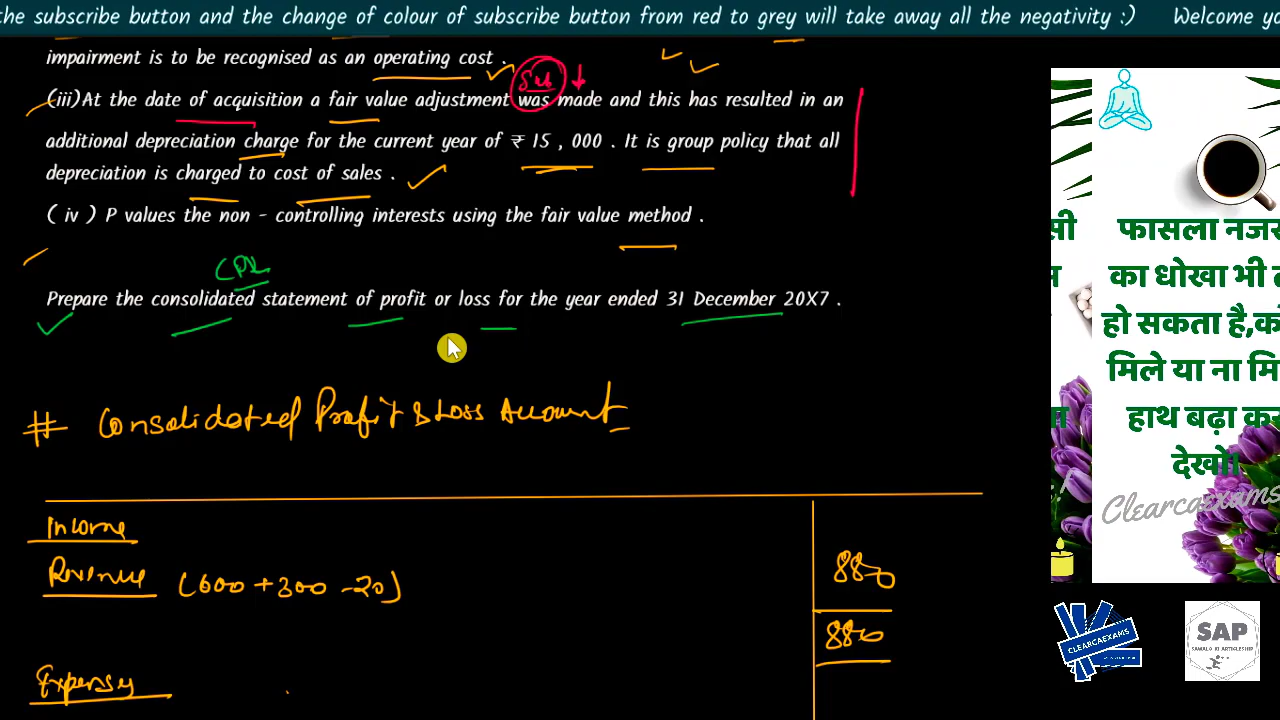 the subscribe button and the change of colour of subscribe button from red to grey will take away all the negativity :) Welcome yo
impairment is to be recognised as an operating cost .
Sub
(iii)At the date of acquisition a fair value adjustment was made and this has resulted in an
additional depreciation charge for the current year of ₹ 15 , 000 . It is group policy that all
depreciation is charged to cost of sales .
( iv ) P values the non - controlling interests using the fair value method .
CP&L
Prepare the consolidated statement of profit or loss for the year ended 31 December 20X7 .
# Consolidated Profit & Loss Account
Income
Revenue (600 + 300 - 20) 880
880
Expenses
फासला नजर
का धोखा भी
हो सकता है,
मिले या ना मि
हाथ बढ़ा कर
देखो।
Clearcaexams
CLEARCAEXAMS
SAP
SAMALO KI ARTICLESHIP